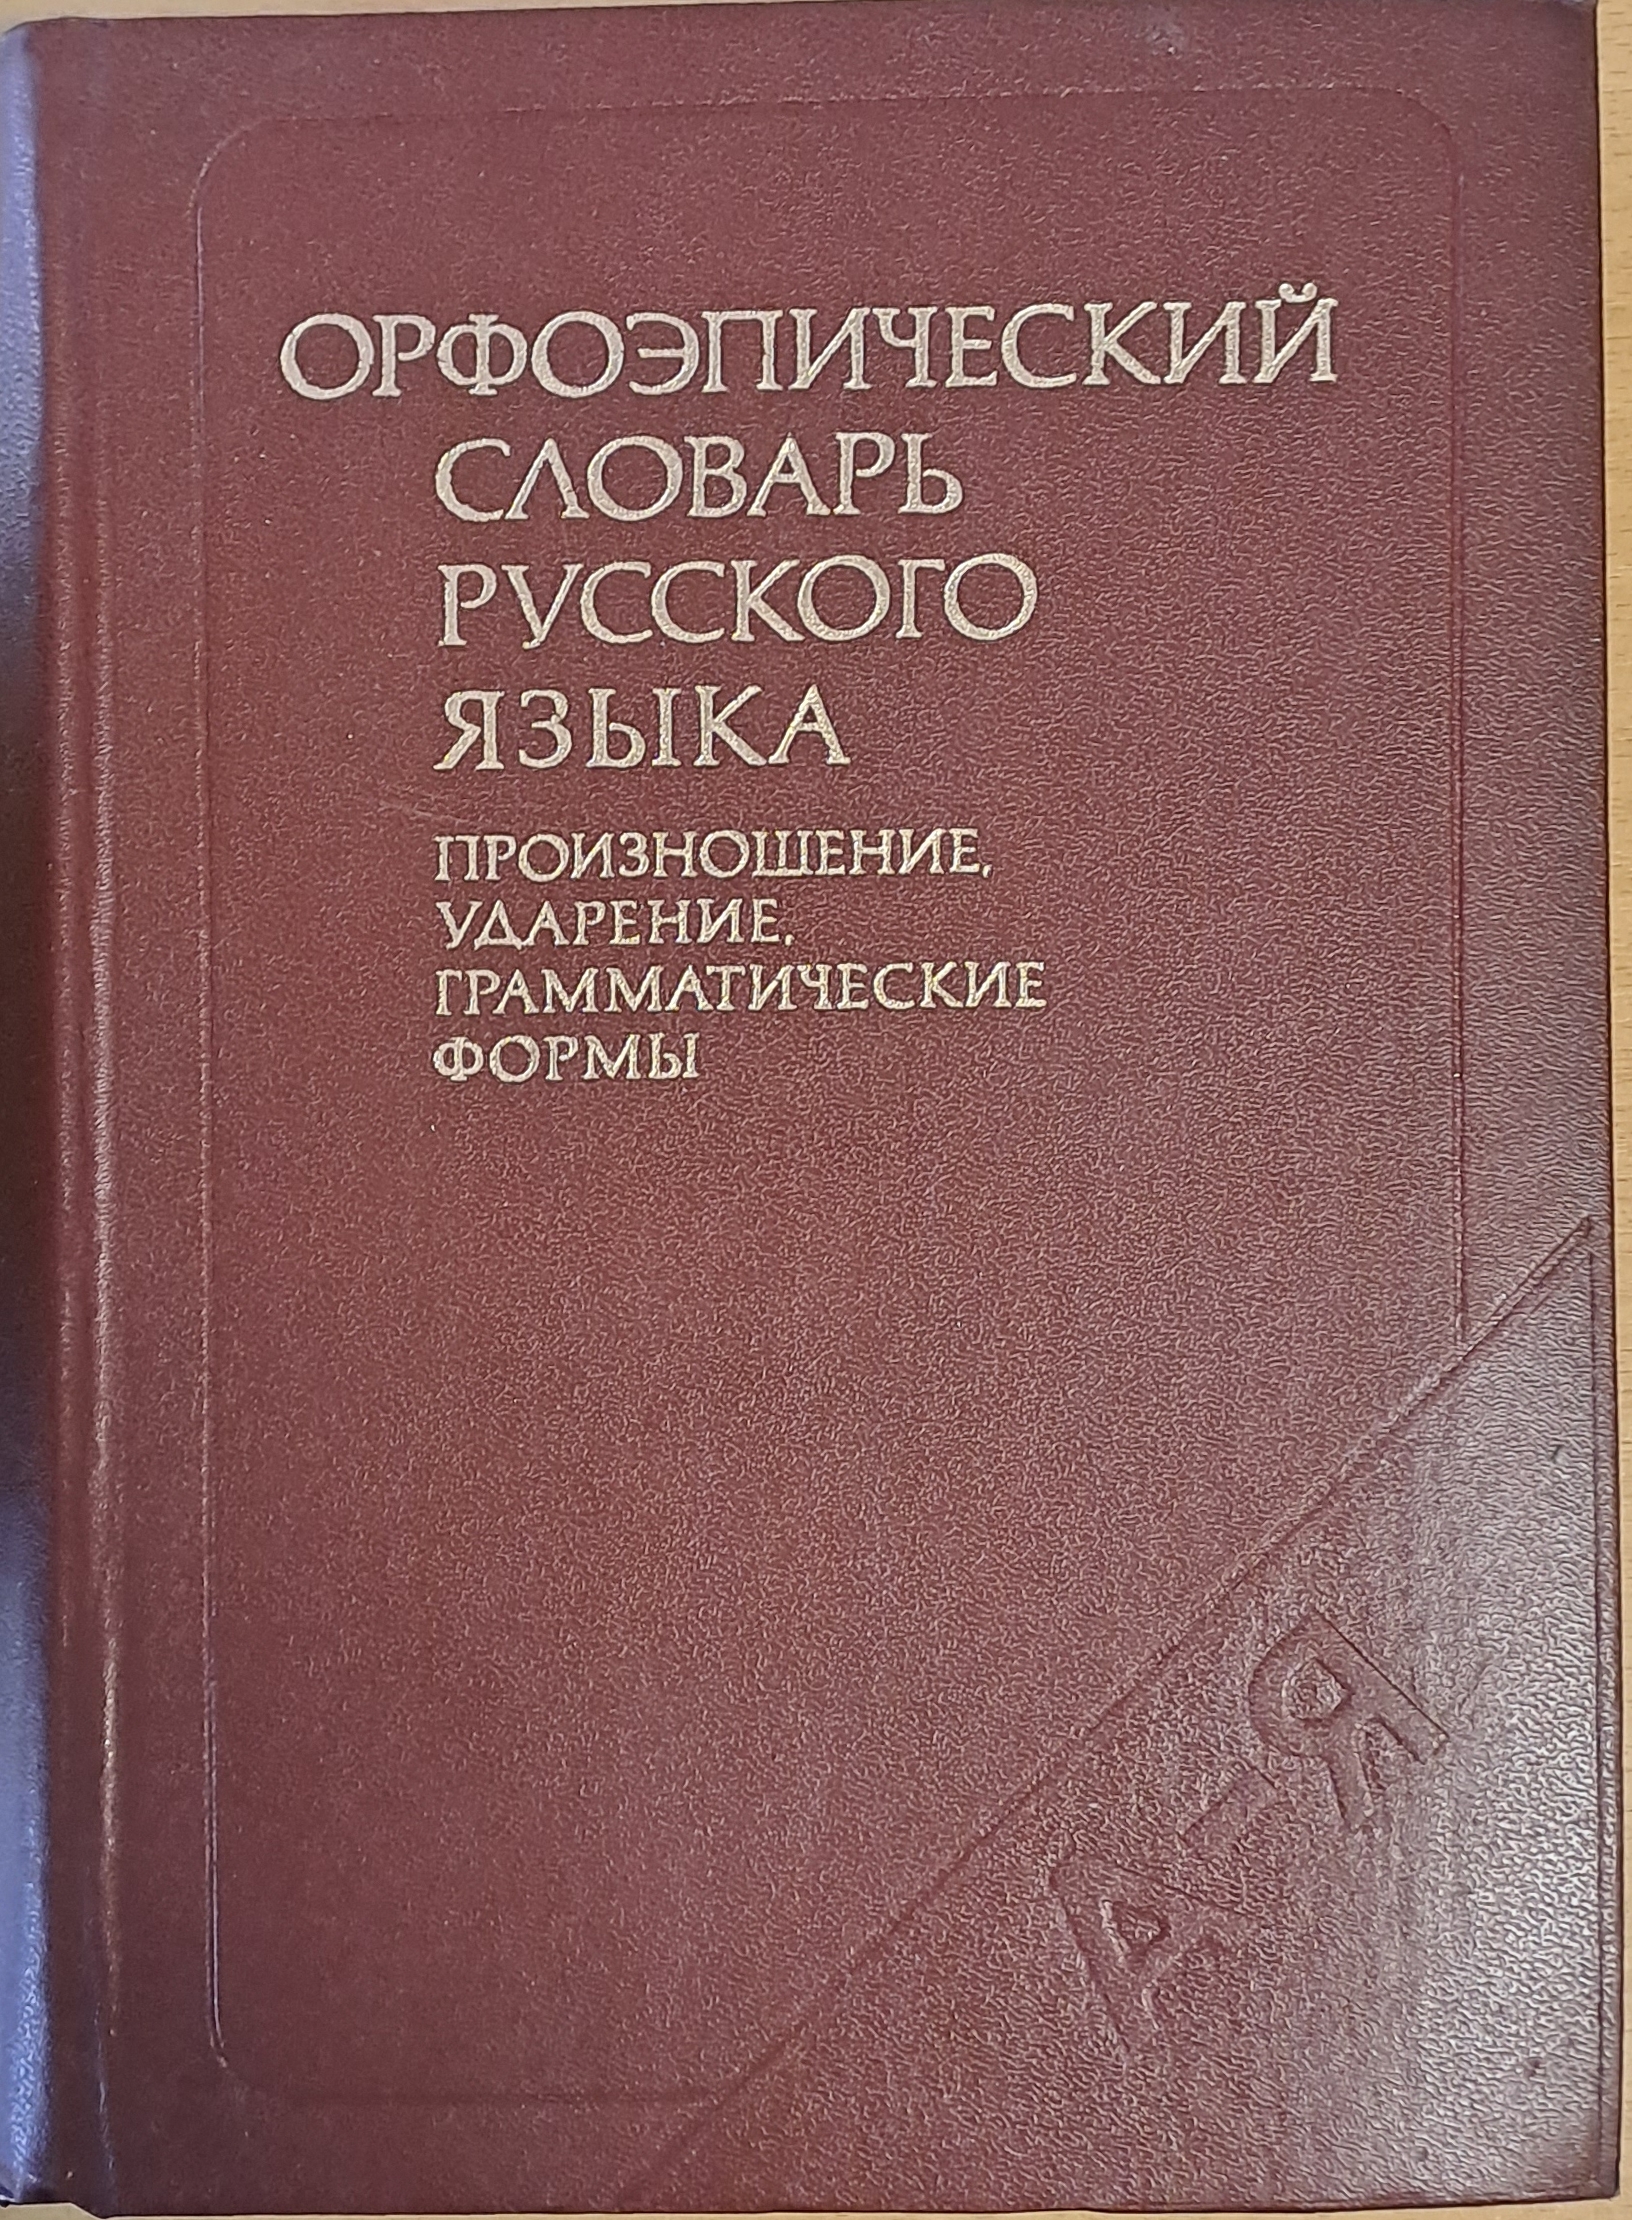 ОРФОЭПИЧЕСКИЙ
СЛОВАРЬ
РУССКОГО
ЯЗЫКА
ПРОИЗНОШЕНИЕ,
УДАРЕНИЕ,
ГРАММАТИЧЕСКИЕ
ФОРМЫ
А–Я